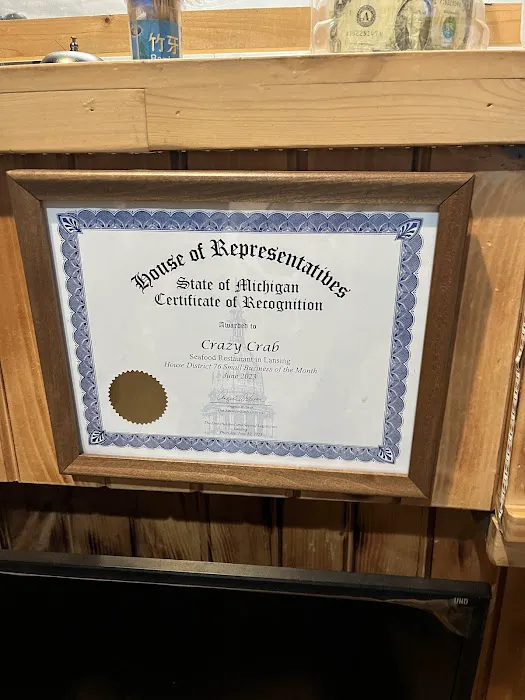 竹牙
A
House of Representatives
State of Michigan
Certificate of Recognition
Awarded to
Crazy Crab
Seafood Restaurant in Lansing
House District 76 Small Business of the Month
June 2023
UHD